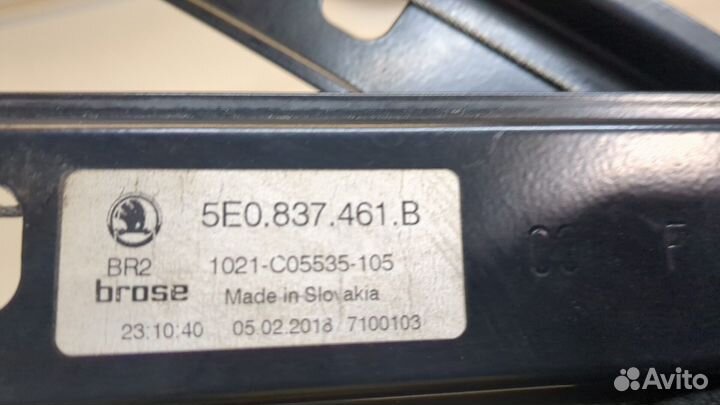 5E0.837.461.B
BR2 1021-C05535-105
brose Made in Slovakia
23:10:40 05.02.2018 7100103
Avito